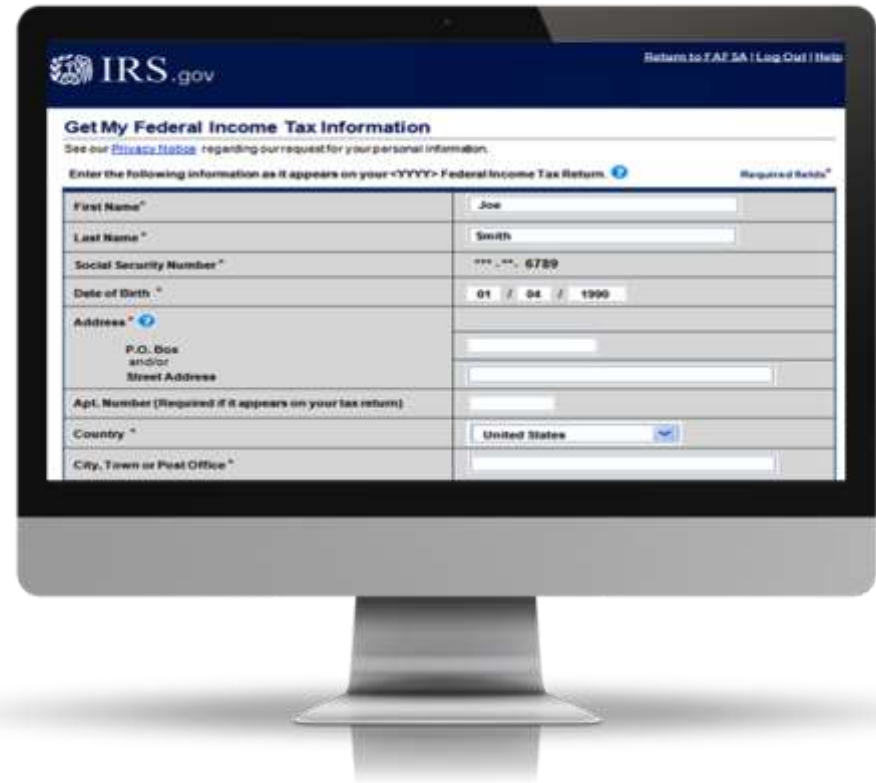 IRS.gov
Return to FAFSA | Log Out | Help
Get My Federal Income Tax Information
See our Privacy Notice regarding our request for your personal information.
Enter the following information as it appears on your <YYYY> Federal Income Tax Return. ?
Required fields*
First Name* Joe
Last Name* Smith
Social Security Number* ***-**- 6789
Date of Birth * 01 / 04 / 1990
Address* ?
P.O. Box
and/or
Street Address
Apt. Number (Required if it appears on your tax return)
Country * United States
City, Town or Post Office*